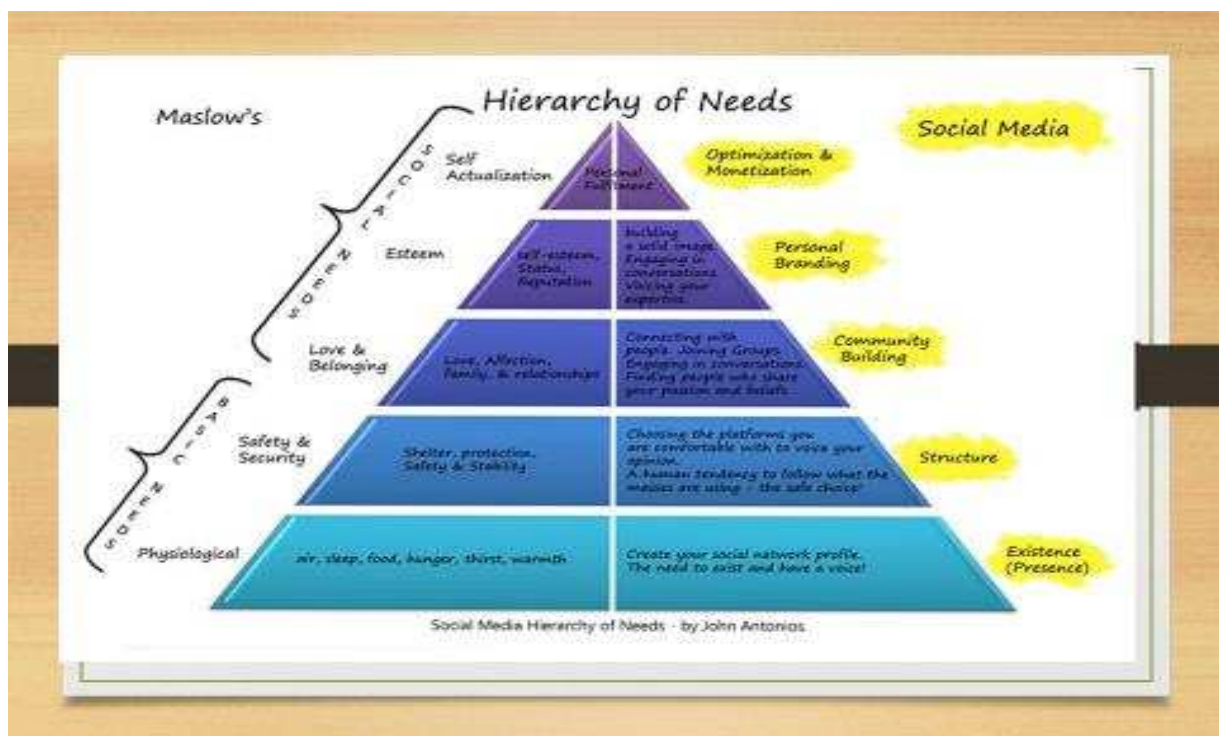 Hierarchy of Needs
Maslow's
Social Media
SOCIAL NEEDS
Self
Actualization
Personal
Fulfilment
Optimization &
Monetization
Esteem
self-esteem,
Status,
Reputation
building
a solid image.
Engaging in
conversations
Voicing your
expertise.
Personal
Branding
Love &
Belonging
Love, Affection,
family, & relationships
Connecting with
people. Joining Groups
Engaging in conversations.
Finding people who share
your passion and beliefs
Community
Building
BASIC NEEDS
Safety &
Security
Shelter, protection,
Safety & Stability
Choosing the platforms you
are comfortable with to voice your
opinion.
A human tendency to follow what the
masses are using - the safe choice!
Structure
Physiological
air, sleep, food, hunger, thirst, warmth
Create your social network profile.
The need to exist and have a voice!
Existence
(Presence)
Social Media Hierarchy of Needs - by John Antonios